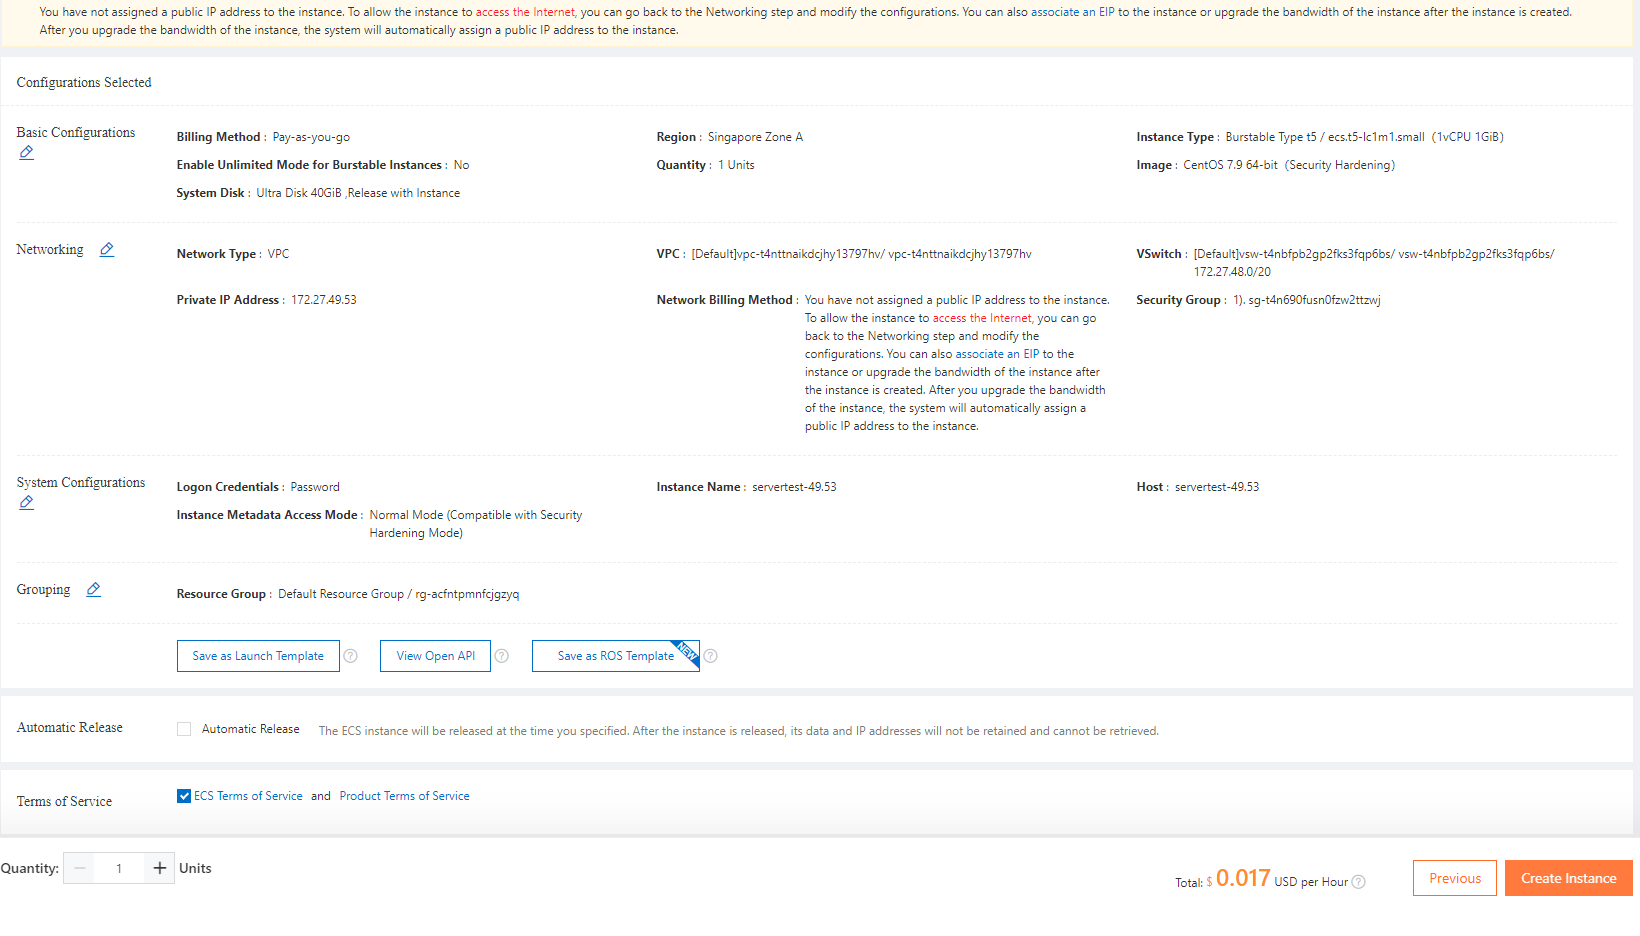 You have not assigned a public IP address to the instance. To allow the instance to access the Internet, you can go back to the Networking step and modify the configurations. You can also associate an EIP to the instance or upgrade the bandwidth of the instance after the instance is created.
After you upgrade the bandwidth of the instance, the system will automatically assign a public IP address to the instance.
Configurations Selected
Basic Configurations
Billing Method : Pay-as-you-go
Region : Singapore Zone A
Instance Type : Burstable Type t5 / ecs.t5-lc1m1.small (1vCPU 1GiB)
Enable Unlimited Mode for Burstable Instances : No
Quantity : 1 Units
Image : CentOS 7.9 64-bit (Security Hardening)
System Disk : Ultra Disk 40GiB ,Release with Instance
Networking
Network Type : VPC
VPC : [Default]vpc-t4nttnaikdcjhy13797hv/ vpc-t4nttnaikdcjhy13797hv
VSwitch : [Default]vsw-t4nbfpb2gp2fks3fqp6bs/ vsw-t4nbfpb2gp2fks3fqp6bs/
172.27.48.0/20
Private IP Address : 172.27.49.53
Network Billing Method : You have not assigned a public IP address to the instance.
To allow the instance to access the Internet, you can go
back to the Networking step and modify the
configurations. You can also associate an EIP to the
instance or upgrade the bandwidth of the instance after
the instance is created. After you upgrade the bandwidth
of the instance, the system will automatically assign a
public IP address to the instance.
Security Group : 1). sg-t4n690fusn0fzw2ttzwj
System Configurations
Logon Credentials : Password
Instance Name : servertest-49.53
Host : servertest-49.53
Instance Metadata Access Mode : Normal Mode (Compatible with Security
Hardening Mode)
Grouping
Resource Group : Default Resource Group / rg-acfntpmnfcjgzyq
Save as Launch Template ?
View Open API ?
Save as ROS Template NEW ?
Automatic Release
Automatic Release The ECS instance will be released at the time you specified. After the instance is released, its data and IP addresses will not be retained and cannot be retrieved.
Terms of Service
ECS Terms of Service and Product Terms of Service
Quantity: − 1 + Units
Total: $ 0.017 USD per Hour ?
Previous
Create Instance